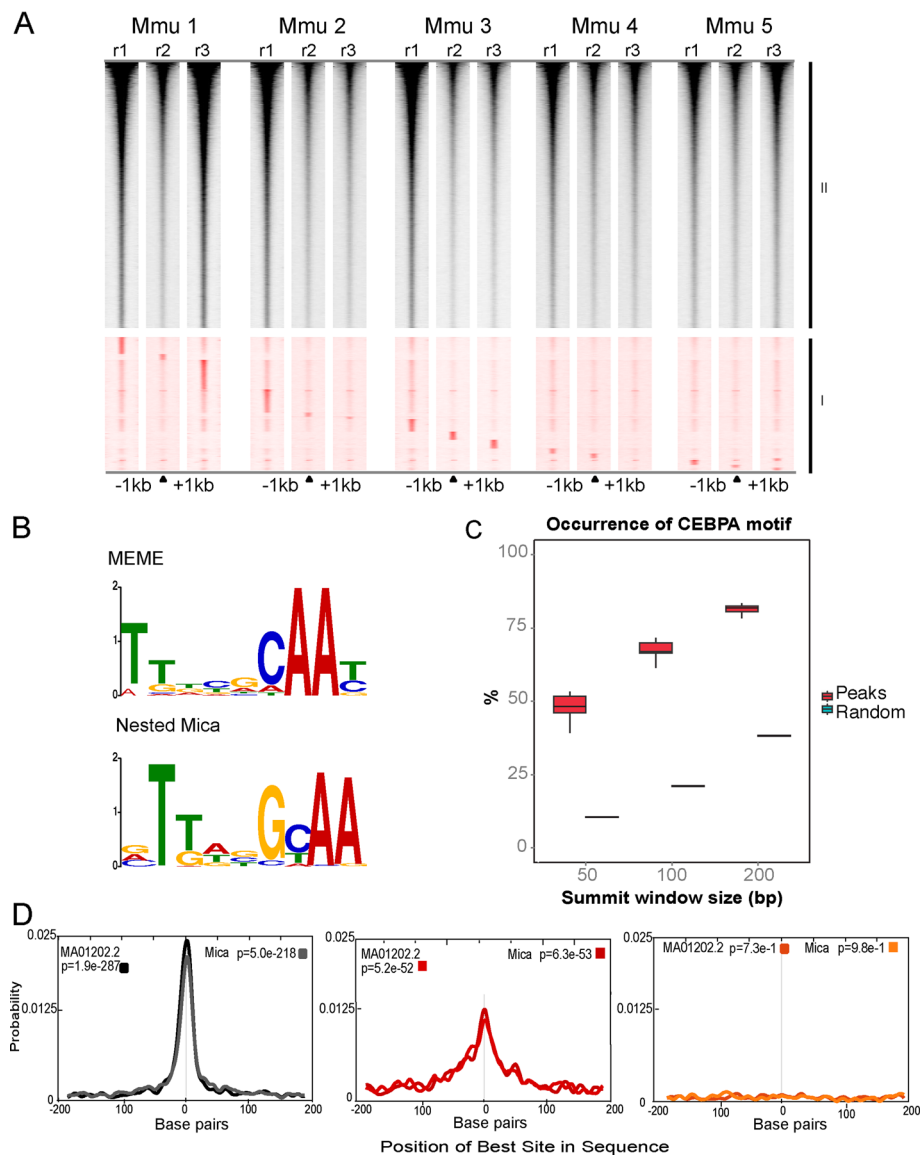 A
Mmu 1 Mmu 2 Mmu 3 Mmu 4 Mmu 5
r1 r2 r3 r1 r2 r3 r1 r2 r3 r1 r2 r3 r1 r2 r3
II
I
-1kb +1kb -1kb +1kb -1kb +1kb -1kb +1kb -1kb +1kb
B
MEME
2
1
0
Nested Mica
2
1
0
C
Occurrence of CEBPA motif
100
75
50
25
0
%
50 100 200
Summit window size (bp)
Peaks
Random
D
Probability
0.025
0.0125
0
MA01202.2
p=1.9e-287
Mica p=5.0e-218
-200 100 0 100 200
Base pairs
0.025
0.0125
0
MA01202.2
p=5.2e-52
Mica p=6.3e-53
-200 100 0 100 200
Base pairs
0.025
0.0125
0
MA01202.2
p=7.3e-1
Mica p=9.8e-1
-200 100 0 100 200
Base pairs
Position of Best Site in Sequence